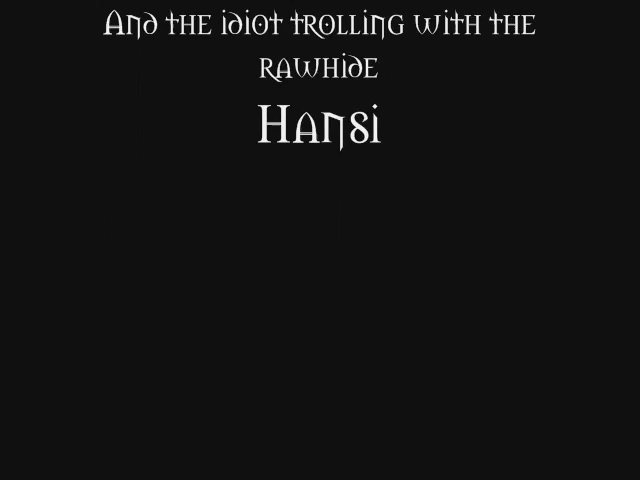 And the idiot trolling with the
rawhide
Hansi